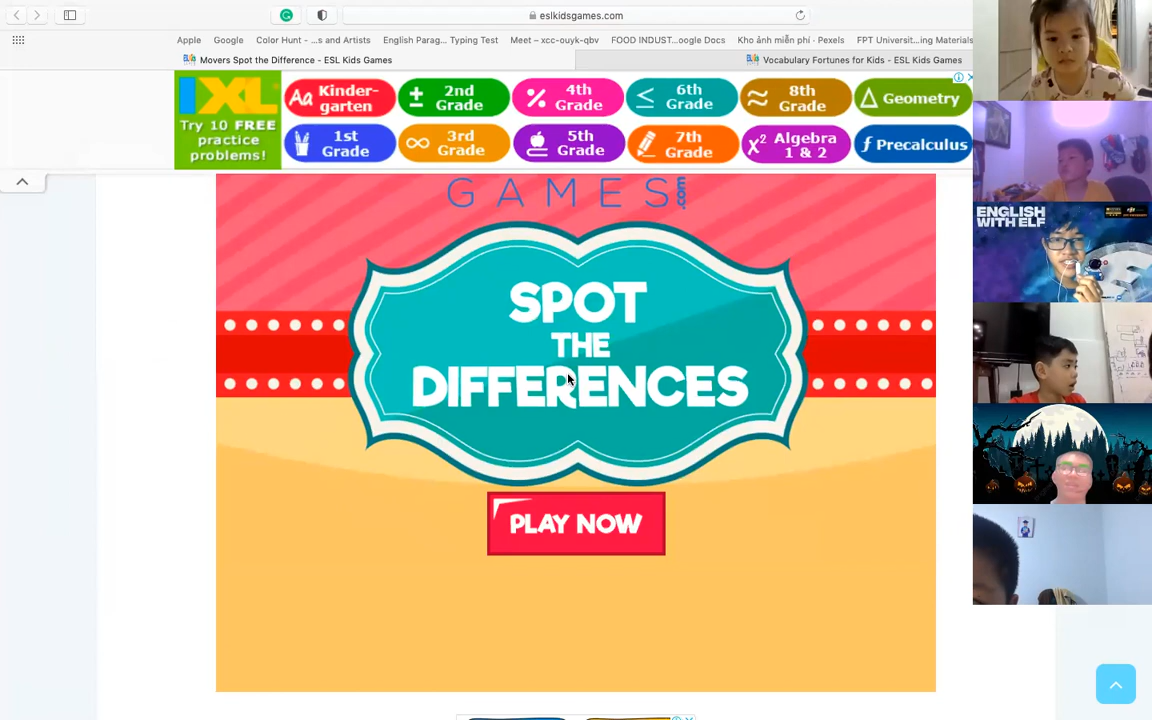 eslkidsgames.com
Apple Google Color Hunt - ...s and Artists English Parag... Typing Test Meet – xcc-ouyk-qbv FOOD INDUST...oogle Docs Kho ảnh miễn phí · Pexels FPT Universit...ing Materials
Movers Spot the Difference - ESL Kids Games
Vocabulary Fortunes for Kids - ESL Kids Games
IXL
Try 10 FREE
practice
problems!
Aa Kinder-
garten
± 2nd
Grade
% 4th
Grade
≤ 6th
Grade
≈ 8th
Grade
Geometry
1st
Grade
∞ 3rd
Grade
5th
Grade
7th
Grade
x² Algebra
1 & 2
f Precalculus
GAMES.com
SPOT
THE
DIFFERENCES
PLAY NOW
ENGLISH
WITH ELF